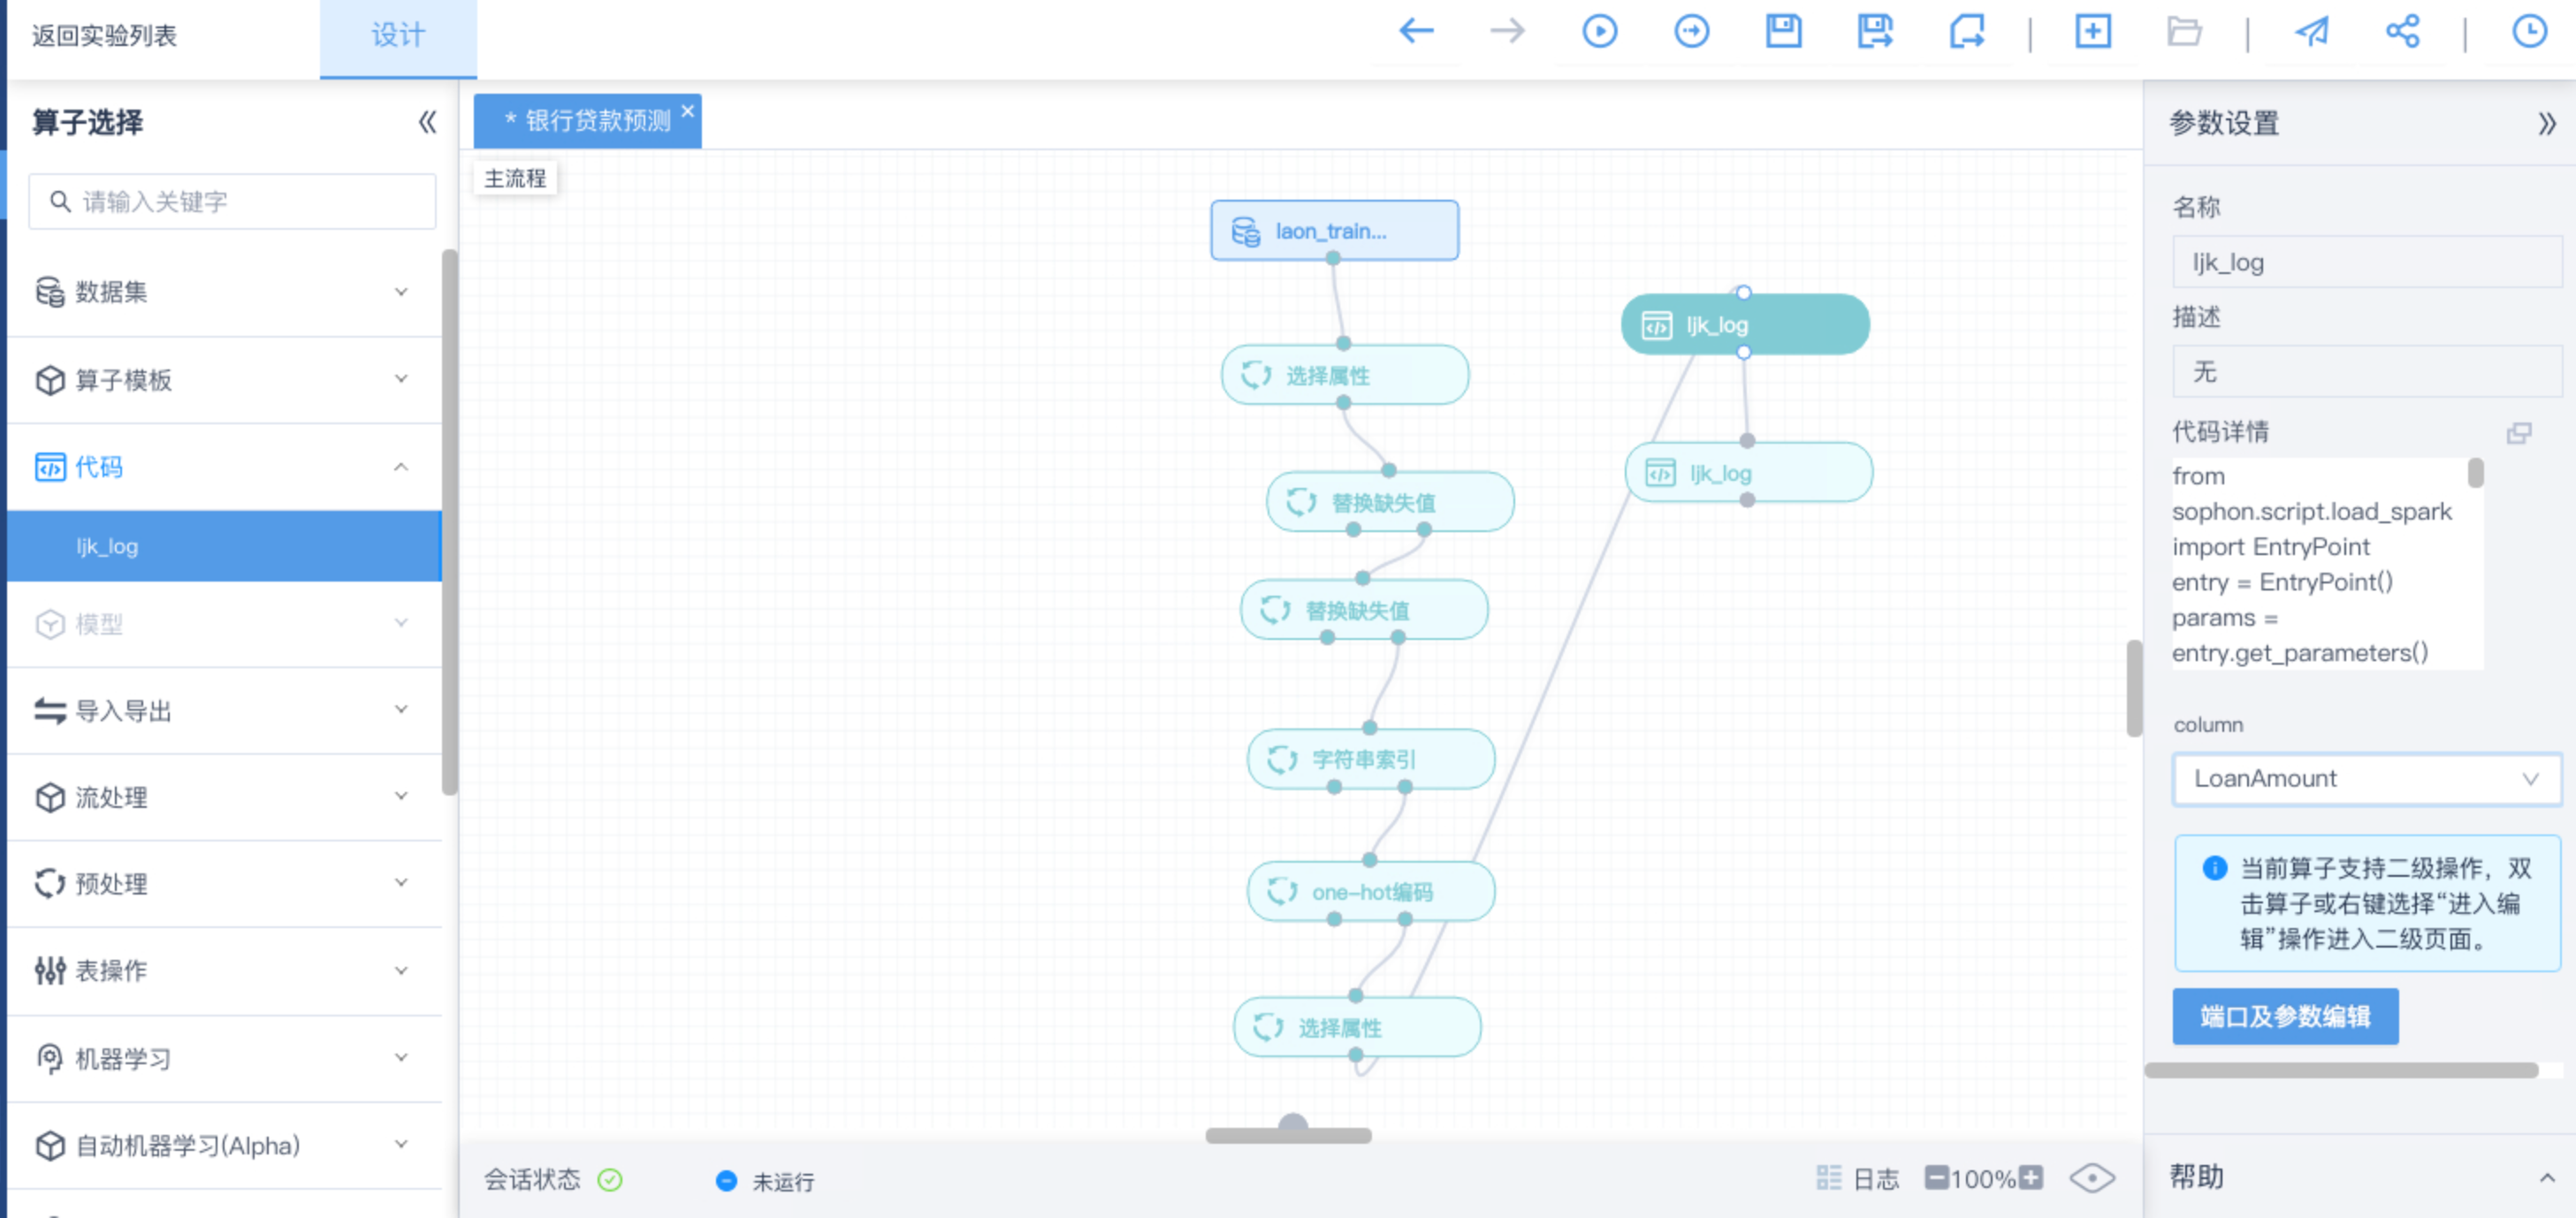 返回实验列表
设计
算子选择
请输入关键字
数据集
算子模板
代码
ljk_log
模型
导入导出
流处理
预处理
表操作
机器学习
自动机器学习(Alpha)
* 银行贷款预测
主流程
laon_train...
选择属性
替换缺失值
替换缺失值
字符串索引
one-hot编码
选择属性
ljk_log
ljk_log
会话状态
未运行
日志
100%
参数设置
名称
ljk_log
描述
无
代码详情
from
sophon.script.load_spark
import EntryPoint
entry = EntryPoint()
params =
entry.get_parameters()
column
LoanAmount
当前算子支持二级操作，双
击算子或右键选择“进入编
辑”操作进入二级页面。
端口及参数编辑
帮助